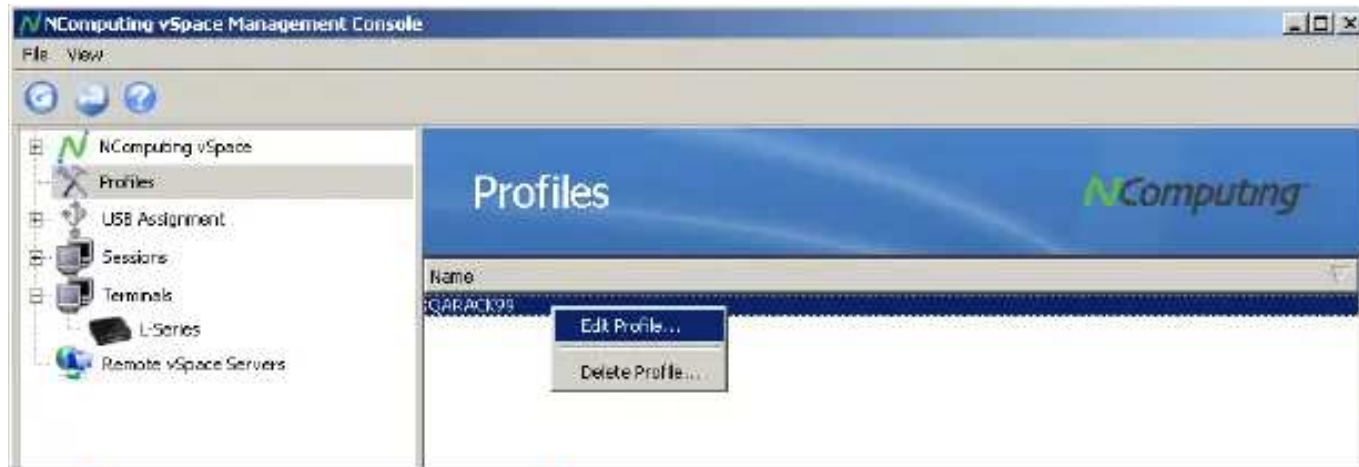 NComputing vSpace Management Console
File View
NComputing vSpace
Profiles
USB Assignment
Sessions
Terminals
L-Series
Remote vSpace Servers
Profiles
NComputing
Name
QARACK99
Edit Profile...
Delete Profile...